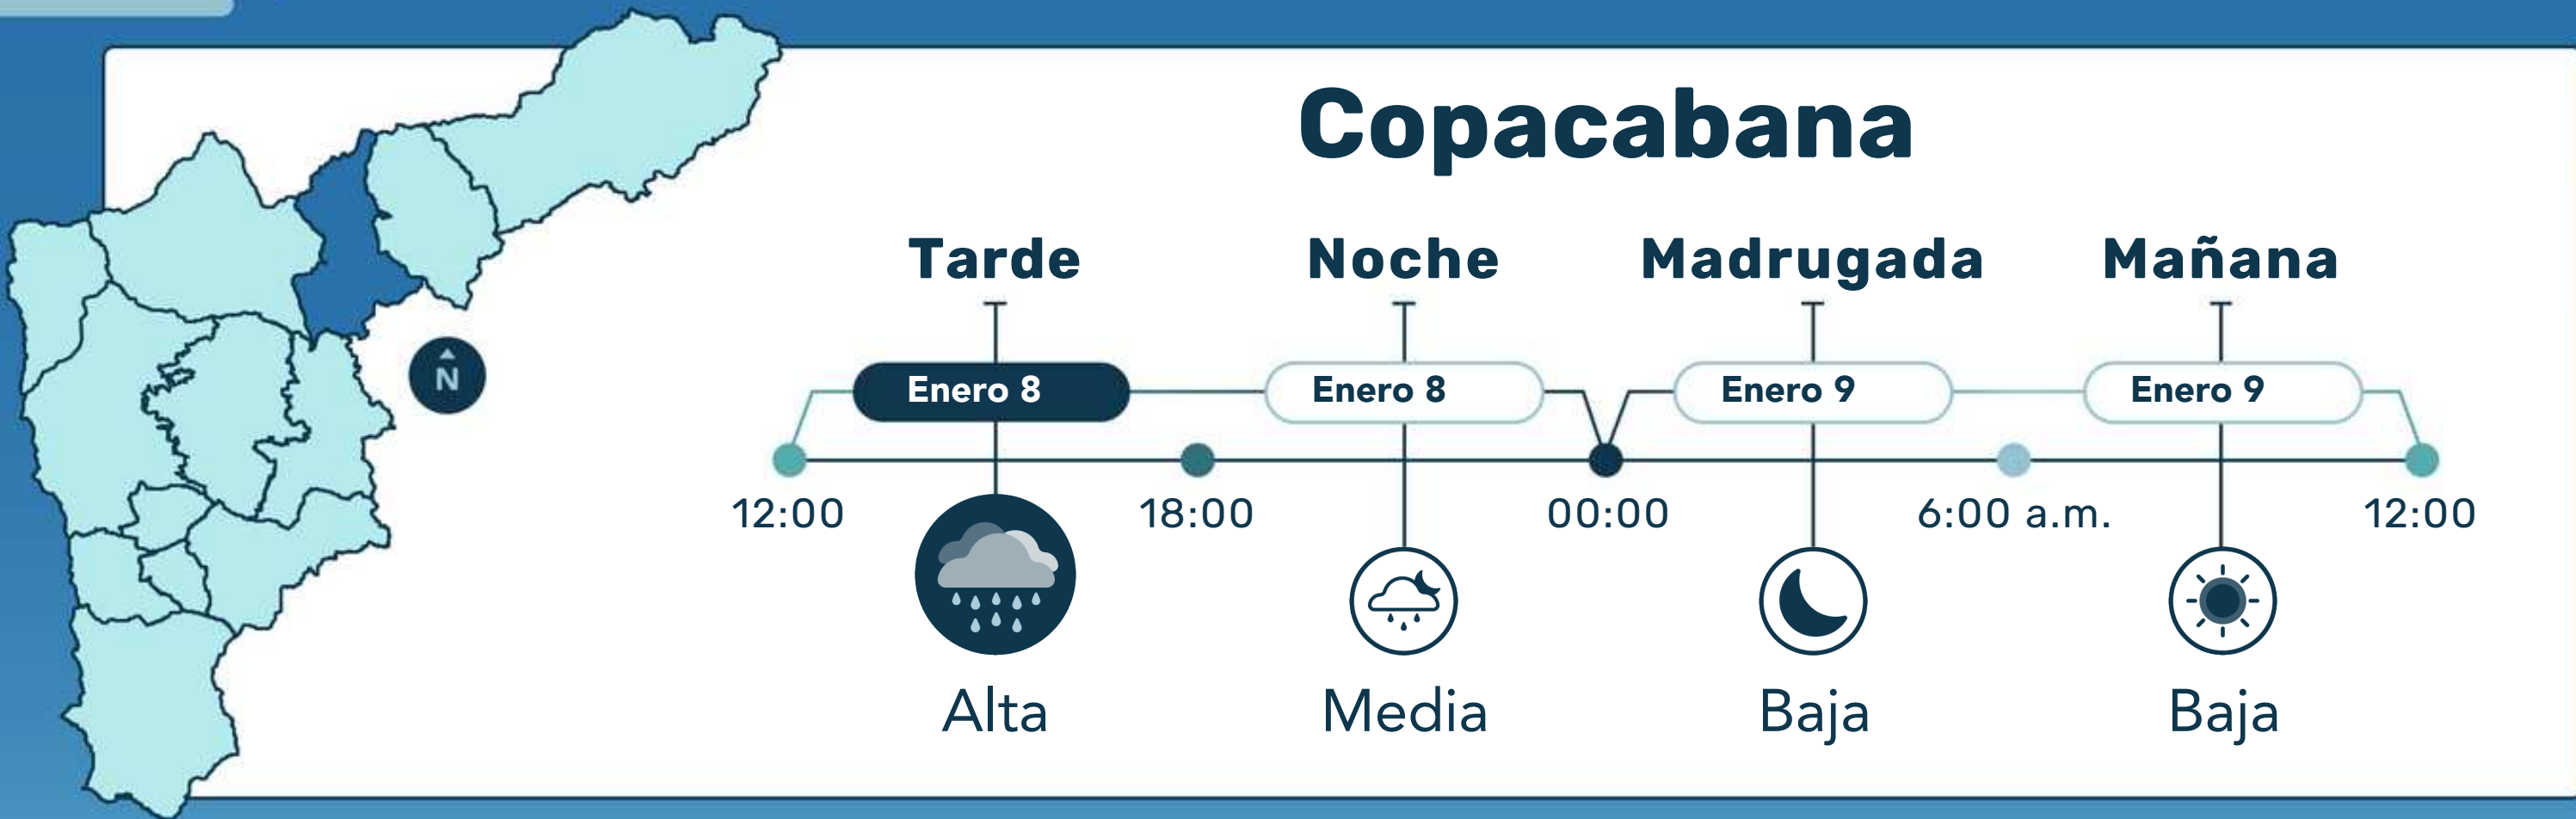 Copacabana
Tarde Noche Madrugada Mañana
N
Enero 8 Enero 8 Enero 9 Enero 9
12:00 18:00 00:00 6:00 a.m. 12:00
Alta Media Baja Baja